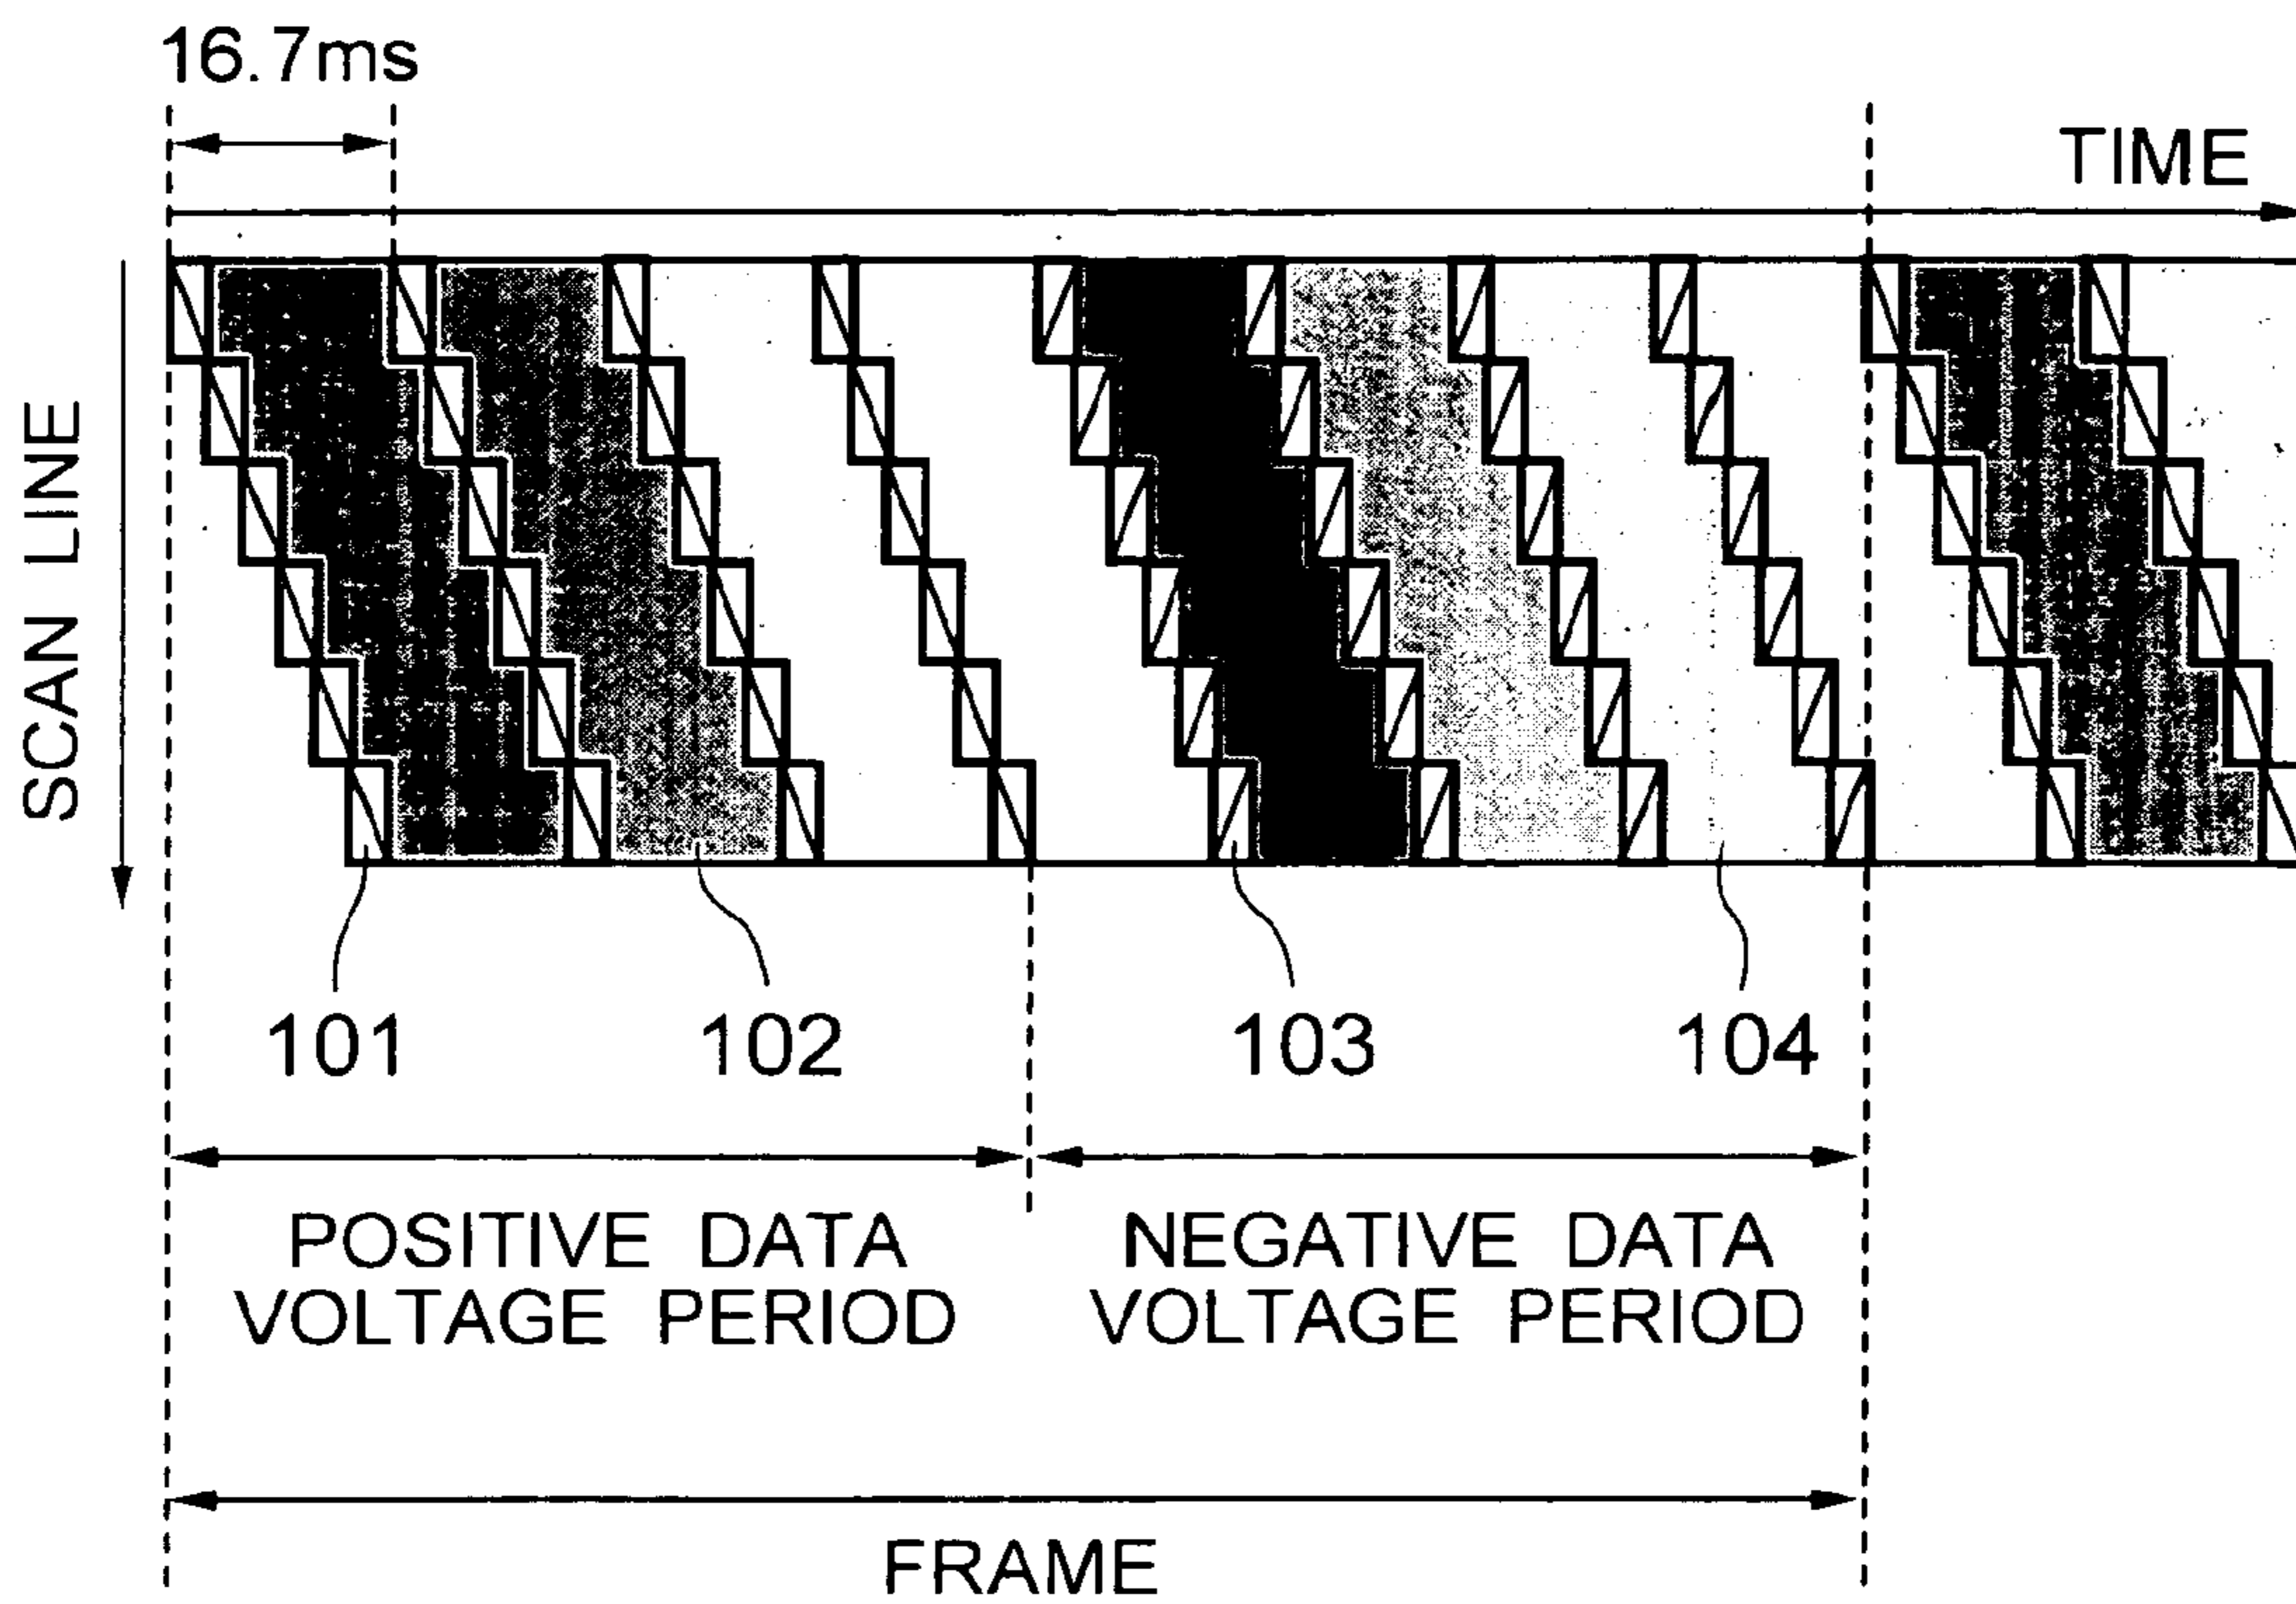 16.7ms
TIME
SCAN LINE
101
102
103
104
POSITIVE DATA
VOLTAGE PERIOD
NEGATIVE DATA
VOLTAGE PERIOD
FRAME